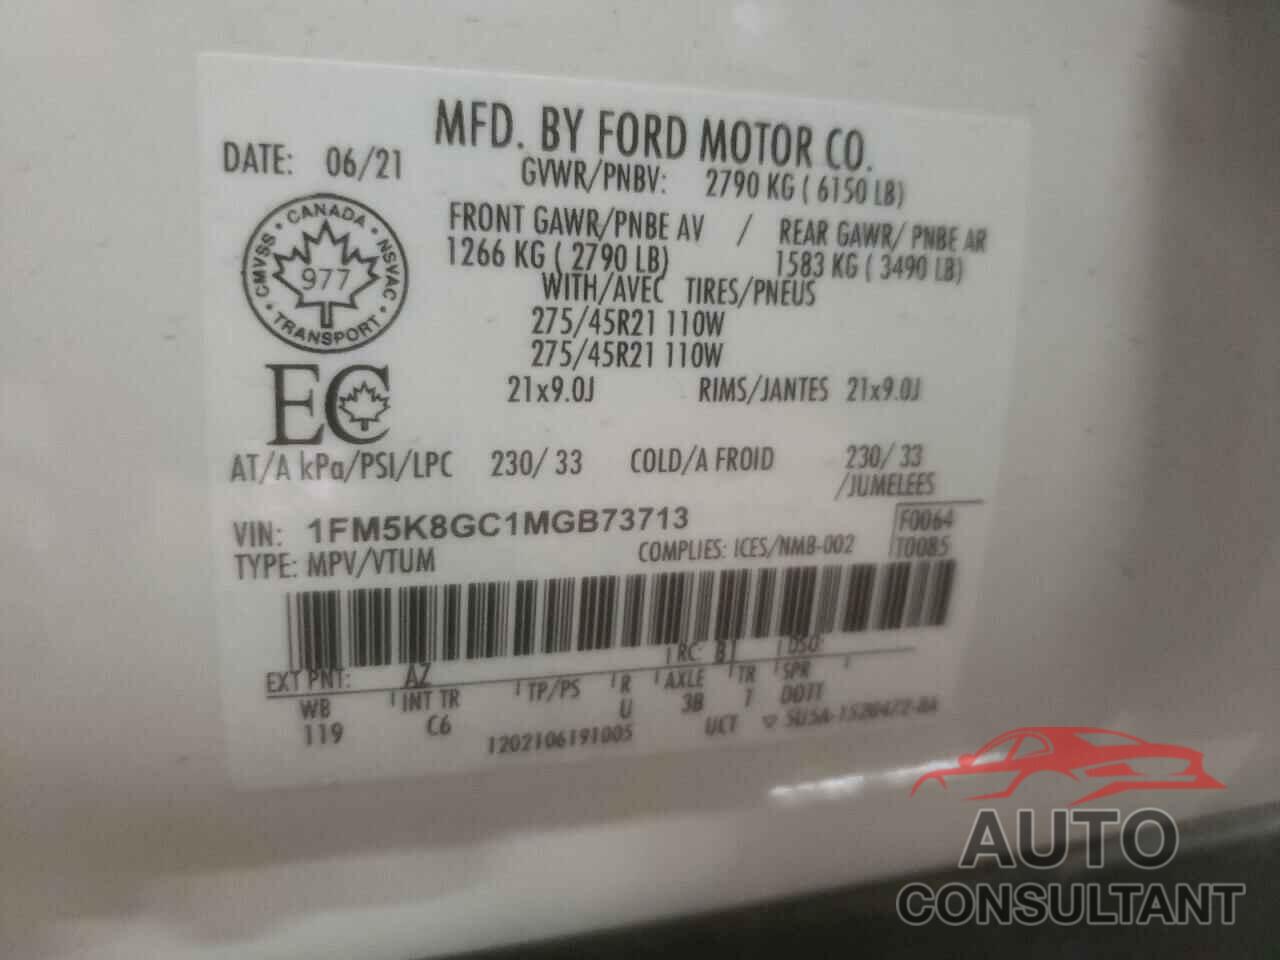 MFD. BY FORD MOTOR CO.
DATE: 06/21
GVWR/PNBV: 2790 KG ( 6150 LB)
FRONT GAWR/PNBE AV / REAR GAWR/ PNBE AR
1266 KG ( 2790 LB) 1583 KG ( 3490 LB)
WITH/AVEC TIRES/PNEUS
275/45R21 110W
275/45R21 110W
21x9.0J RIMS/JANTES 21x9.0J
CANADA
CMVSS 977 NSVAC
TRANSPORT
EC
AT/A kPa/PSI/LPC 230/ 33 COLD/A FROID 230/ 33
/JUMELEES
VIN: 1FM5K8GC1MGB73713 F0064
TYPE: MPV/VTUM COMPLIES: ICES/NMB-002 T0085
EXT PNT: AZ RC: B1 DSO:
WB INT TR TP/PS R AXLE TR SPR
119 C6 U 3B 1
1202106191005 UCT
AUTO
CONSULTANT